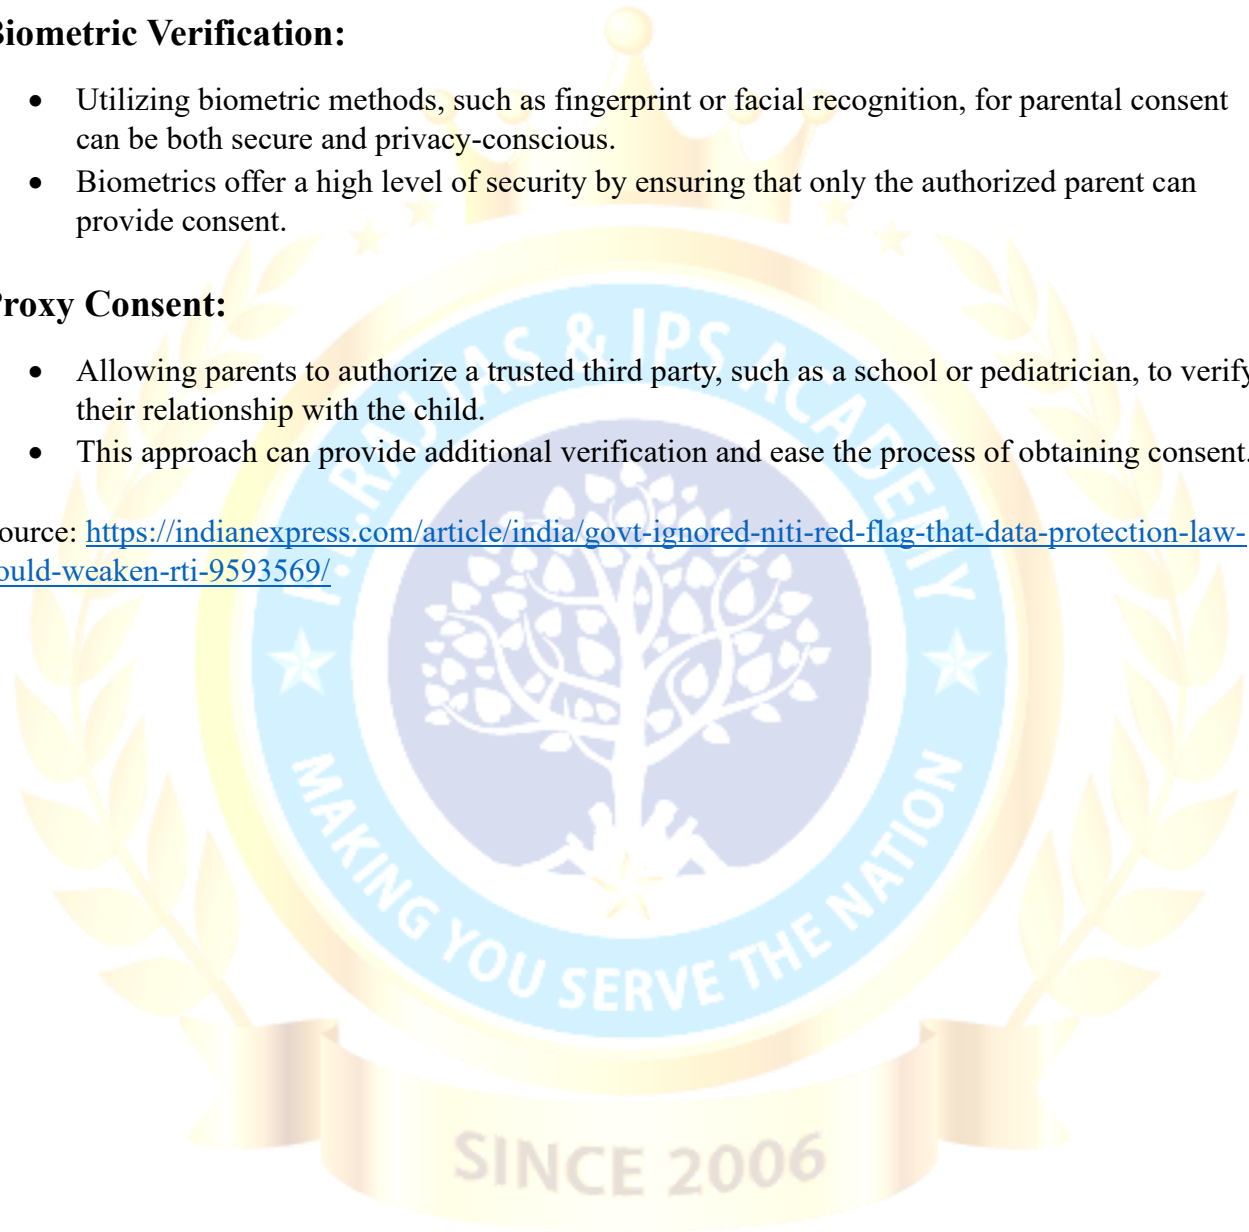 iometric Verification:
• Utilizing biometric methods, such as fingerprint or facial recognition, for parental consent
can be both secure and privacy-conscious.
• Biometrics offer a high level of security by ensuring that only the authorized parent can
provide consent.
roxy Consent:
• Allowing parents to authorize a trusted third party, such as a school or pediatrician, to verify
their relationship with the child.
• This approach can provide additional verification and ease the process of obtaining consent.
ource: https://indianexpress.com/article/india/govt-ignored-niti-red-flag-that-data-protection-law-
ould-weaken-rti-9593569/
RAJ IAS & IPS ACADEMY
MAKING YOU SERVE THE NATION
SINCE 2006